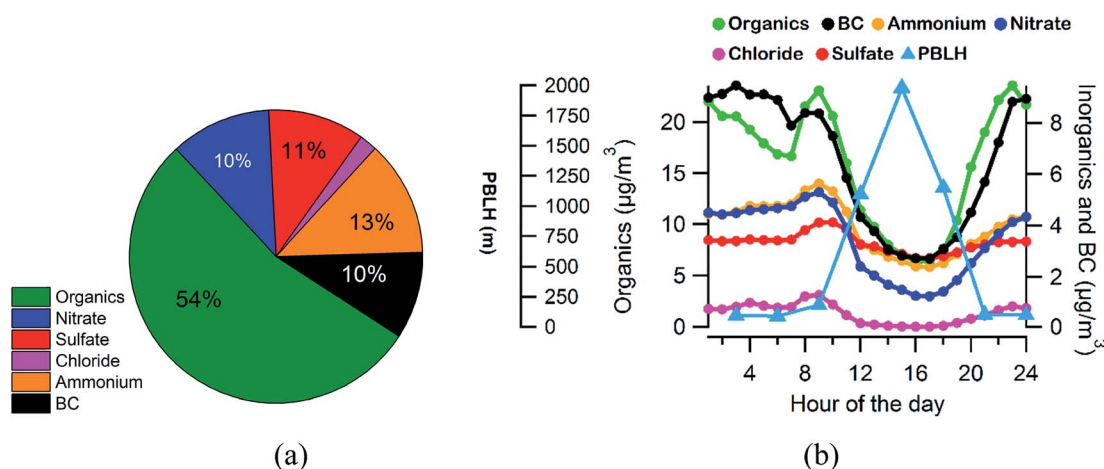 54%
10%
11%
13%
10%
Organics
Nitrate
Sulfate
Chloride
Ammonium
BC
(a)
Organics BC Ammonium Nitrate
Chloride Sulfate PBLH
PBLH (m)
2000
1750
1500
1250
1000
750
500
250
0
Organics (µg/m³)
20
15
10
5
0
Inorganics and BC (µg/m³)
8
6
4
2
0
4 8 12 16 20 24
Hour of the day
(b)